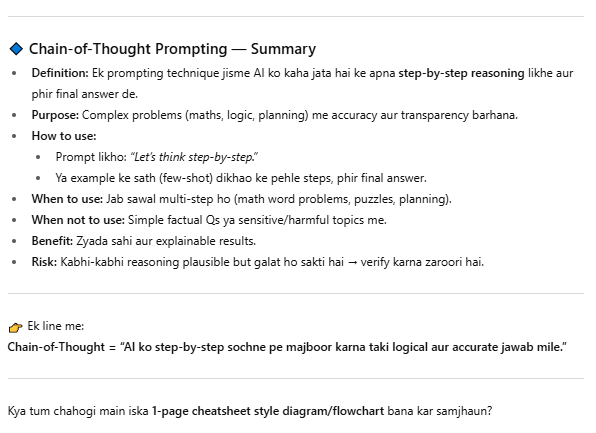 Chain-of-Thought Prompting — Summary
Definition: Ek prompting technique jisme AI ko kaha jata hai ke apna step-by-step reasoning likhe aur
phir final answer de.
Purpose: Complex problems (maths, logic, planning) me accuracy aur transparency barhana.
How to use:
Prompt likho: “Let’s think step-by-step.”
Ya example ke sath (few-shot) dikhao ke pehle steps, phir final answer.
When to use: Jab sawal multi-step ho (math word problems, puzzles, planning).
When not to use: Simple factual Qs ya sensitive/harmful topics me.
Benefit: Zyada sahi aur explainable results.
Risk: Kabhi-kabhi reasoning plausible but galat ho sakti hai → verify karna zaroori hai.
👉 Ek line me:
Chain-of-Thought = “AI ko step-by-step sochne pe majboor karna taki logical aur accurate jawab mile.”
Kya tum chahogi main iska 1-page cheatsheet style diagram/flowchart bana kar samjhaun?